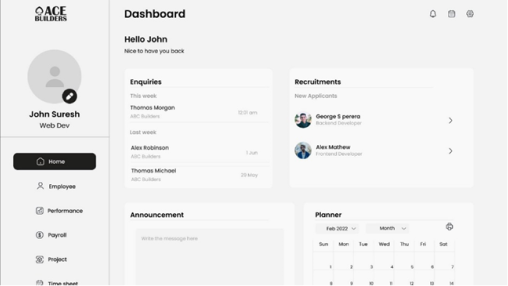 ACE
BUILDERS
Dashboard
Hello John
Nice to have you back
John Suresh
Web Dev
Home
Employee
Performance
Payroll
Project
Time sheet
Enquiries
This week
Thomas Morgan
ABC Builders
12:11 am
Last week
Alex Robinson
ABC Builders
1 Jun
Thomas Michael
ABC Builders
Recruitments
New Applicants
George S perera
Backend Developer
Alex Mathew
Frontend Developer
Announcement
Write the message here
Planner
Feb 2022 Month
Sun Mon Tue Wed Thu Fri Sat
1 2 3 4 5 6 7
8 9 10 11 12 13 14